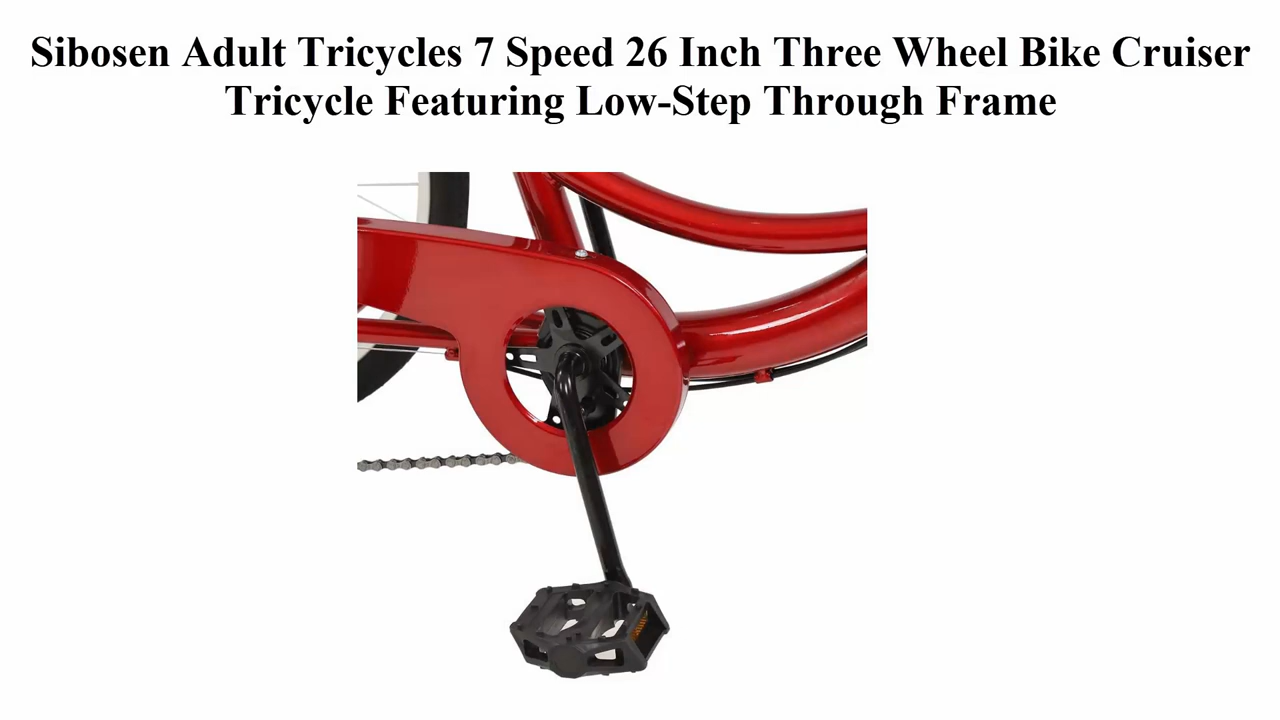 Sibosen Adult Tricycles 7 Speed 26 Inch Three Wheel Bike Cruiser
Tricycle Featuring Low-Step Through Frame